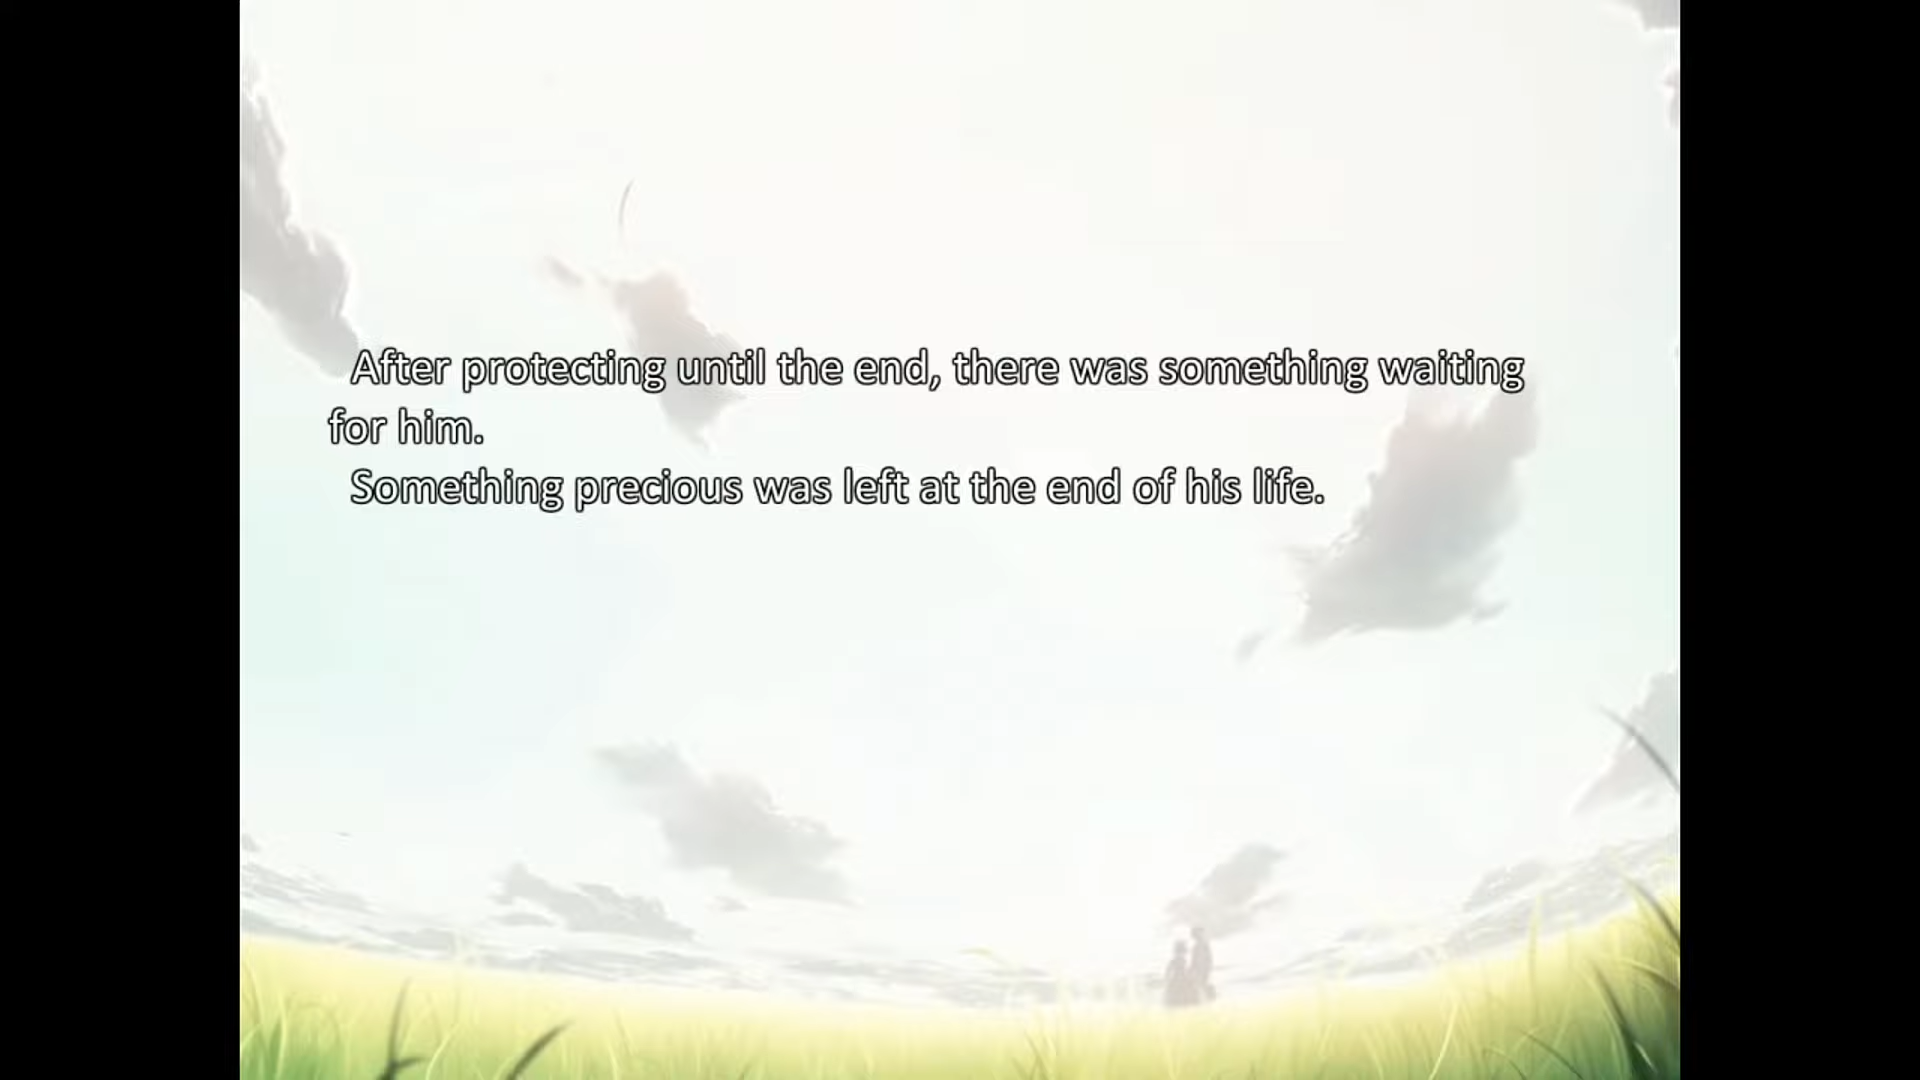 After protecting until the end, there was something waiting
for him.
Something precious was left at the end of his life.